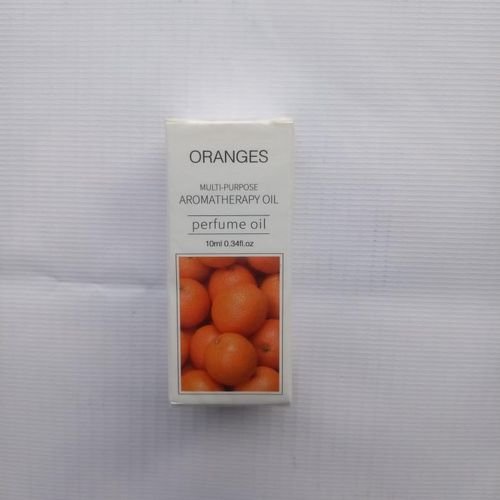 ORANGES
MULTI-PURPOSE
AROMATHERAPY OIL
perfume oil
10ml 0.34fl.oz